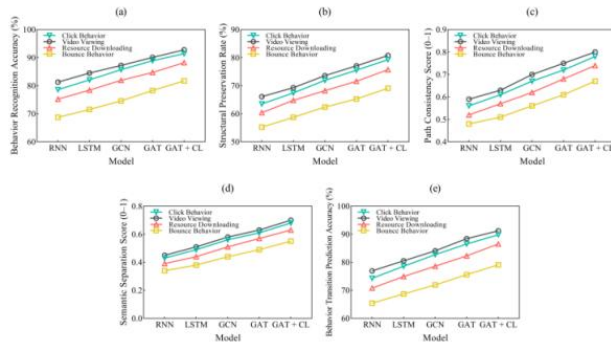 (a)
Behavior Recognition Accuracy (%)
100
90
80
70
60
Click Behavior
Video Viewing
Resource Downloading
Bounce Behavior
RNN LSTM GCN GAT GAT + CL
Model
(b)
Structural Preservation Rate (%)
90
80
70
60
50
Click Behavior
Video Viewing
Resource Downloading
Bounce Behavior
RNN LSTM GCN GAT GAT + CL
Model
(c)
Path Consistency Score (0–1)
0.9
0.8
0.7
0.6
0.5
0.4
Click Behavior
Video Viewing
Resource Downloading
Bounce Behavior
RNN LSTM GCN GAT GAT + CL
Model
(d)
Semantic Separation Score (0–1)
0.8
0.6
0.4
0.2
0.0
Click Behavior
Video Viewing
Resource Downloading
Bounce Behavior
RNN LSTM GCN GAT GAT + CL
Model
(e)
Behavior Transition Prediction Accuracy (%)
100
90
80
70
60
Click Behavior
Video Viewing
Resource Downloading
Bounce Behavior
RNN LSTM GCN GAT GAT + CL
Model